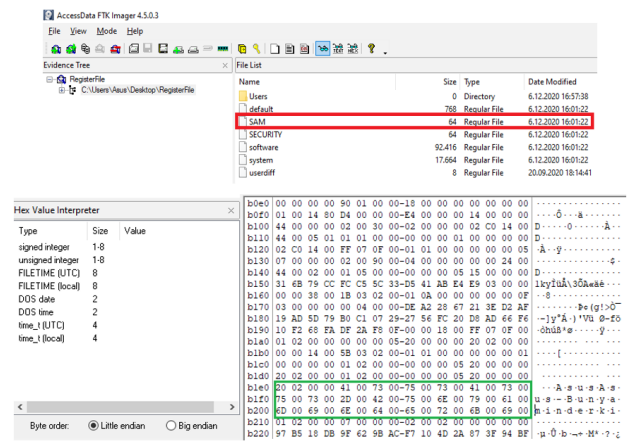 AccessData FTK Imager 4.5.0.3
File View Mode Help
Evidence Tree
File List
RegisterFile
C:\Users\Asus\Desktop\RegisterFile
Name Size Type Date Modified
Users 0 Directory 6.12.2020 16:57:38
default 768 Regular File 6.12.2020 16:01:22
SAM 64 Regular File 6.12.2020 16:01:22
SECURITY 64 Regular File 6.12.2020 16:01:22
software 92.416 Regular File 6.12.2020 16:01:22
system 17.664 Regular File 6.12.2020 16:01:22
userdiff 8 Regular File 20.09.2020 18:14:41
Hex Value Interpreter
Type Size Value
signed integer 1-8
unsigned integer 1-8
FILETIME (UTC) 8
FILETIME (local) 8
DOS date 2
DOS time 2
time_t (UTC) 4
time_t (local) 4
Byte order: Little endian Big endian
b0e0 00 00 00 00 90 01 00 00-18 00 00 00 00 00 00 00
b0f0 01 00 14 80 D4 00 00 00-E4 00 00 00 14 00 00 00 ····Ô···ä·······
b100 44 00 00 00 02 00 30 00-02 00 00 00 02 C0 14 00 D·····0······À··
b110 44 00 05 01 01 01 00 00-00 00 00 00 01 00 00 00 D···············
b120 02 C0 14 00 FF 07 0F 00-01 01 00 00 00 00 00 05 ·À··ÿ···········
b130 07 00 00 00 02 00 90 00-04 00 00 00 00 00 24 00 ··············$·
b140 44 00 02 00 01 05 00 00-00 00 00 05 15 00 00 00 D···············
b150 31 6B 79 CC FC C5 5C 33-D5 41 AB E4 E9 03 00 00 1kyÌüÅ\3ÕA«äé···
b160 00 00 38 00 1B 03 02 00-01 0A 00 00 00 00 00 0F ··8·············
b170 03 00 00 00 00 04 00 00-DE A2 28 67 21 3E D2 AF
b180 19 AD 5D 79 B0 C1 07 29-27 56 FC 20 D8 AD 66 F6
b190 10 F2 68 FA DF 2A F8 0F-00 00 18 00 FF 07 0F 00
b1a0 01 02 00 00 00 00 00 05-20 00 00 00 20 02 00 00
b1b0 00 00 14 00 5B 03 02 00-01 01 00 00 00 00 00 01 ····[···········
b1c0 00 00 00 00 01 02 00 00-00 00 00 05 20 00 00 00
b1d0 20 02 00 00 01 02 00 00-00 00 00 05 20 00 00 00
b1e0 20 02 00 00 41 00 73 00-75 00 73 00 41 00 73 00 ···A·s·u·s·A·s·
b1f0 75 00 73 00 2D 00 42 00-75 00 6E 00 79 00 61 00 u·s·-·B·u·n·y·a·
b200 6D 00 69 00 6E 00 64 00-65 00 72 00 6B 00 69 00 m·i·n·d·e·r·k·i·
b210 01 02 00 00 07 00 00 00-02 00 01 00 00 00 00 00
b220 97 B5 18 DB 9F 62 9B AC-F7 10 4D 2A 87 3F 94 BF